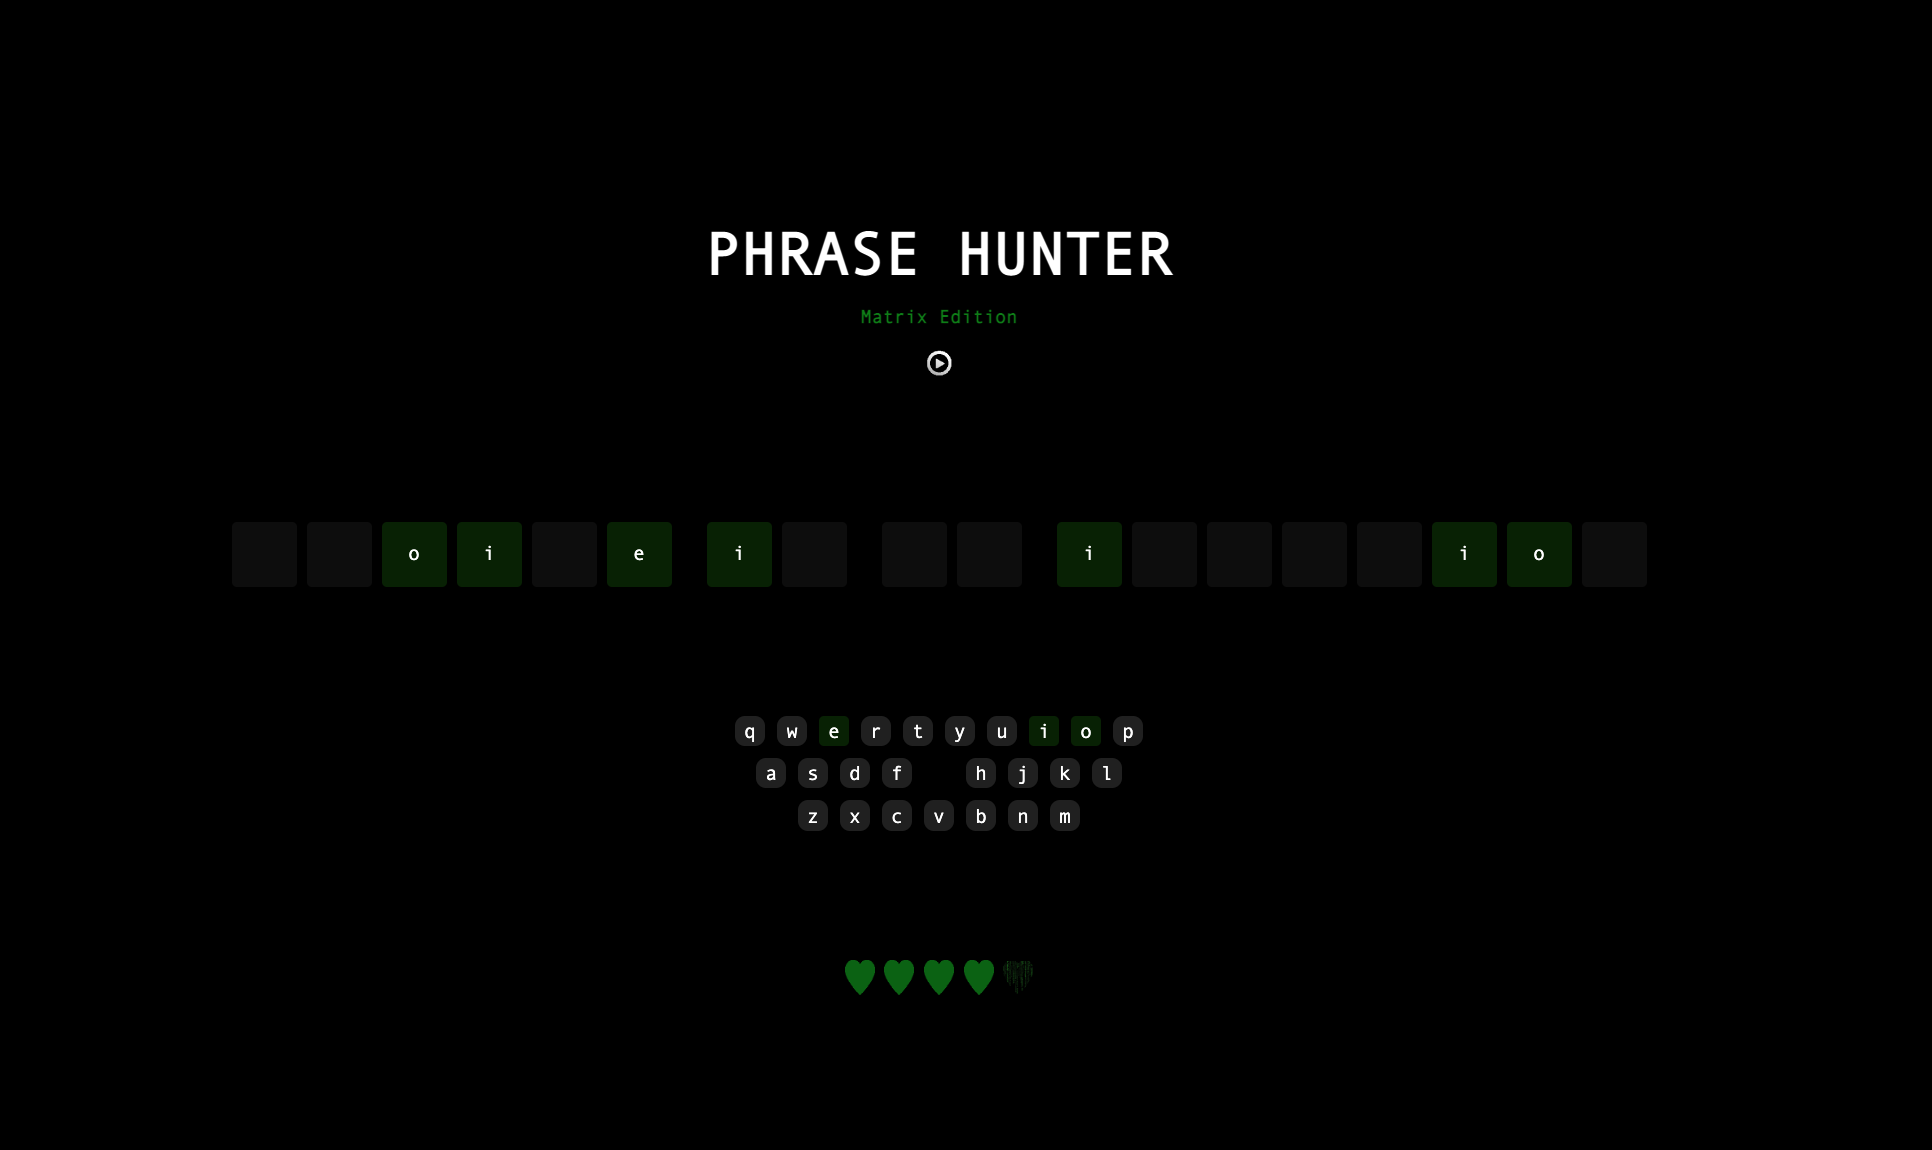 PHRASE HUNTER
Matrix Edition
o i e i i i o
q w e r t y u i o p
a s d f h j k l
z x c v b n m